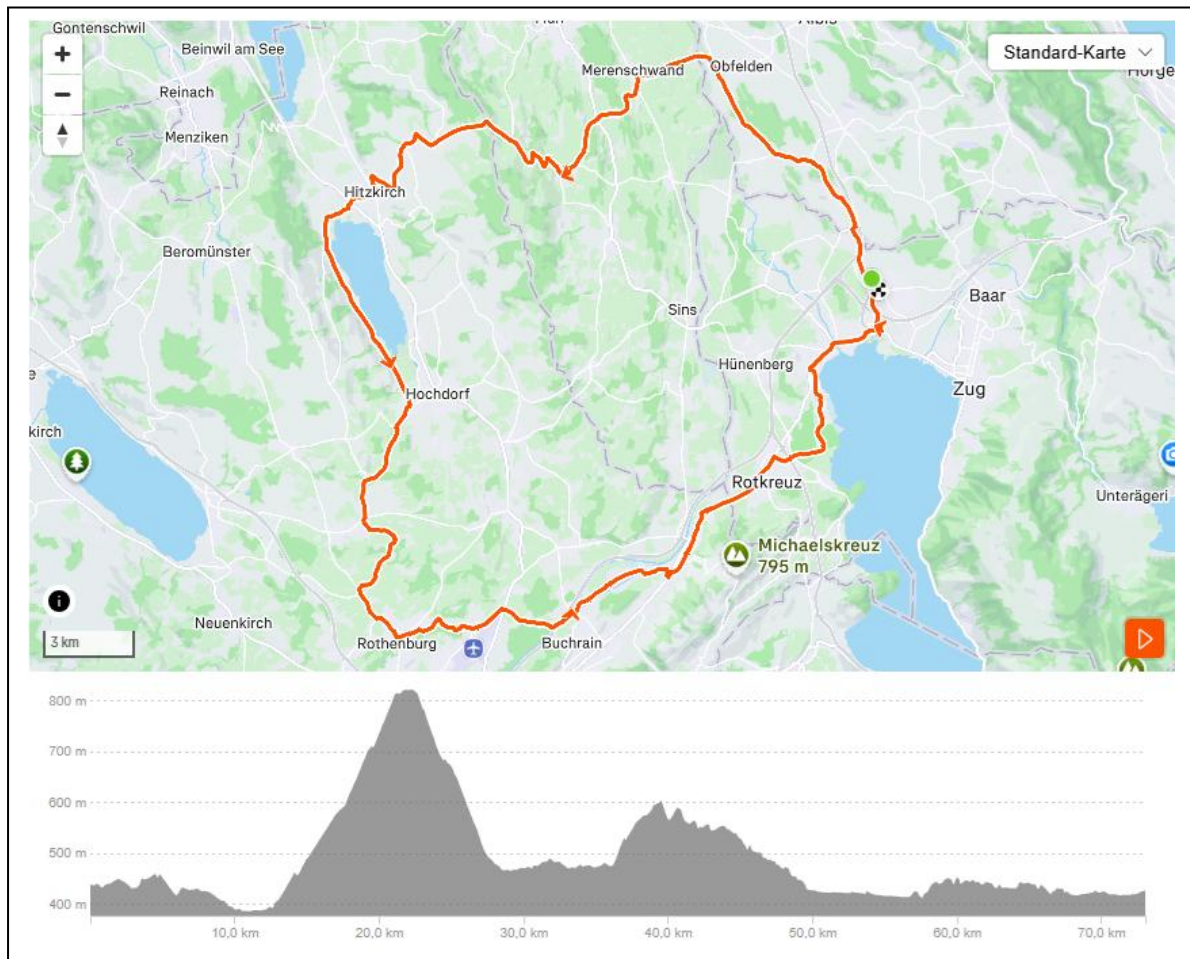 Gontenschwil
Albis
Beinwil am See
Standard-Karte
Merenschwand
Obfelden
Reinach
Menziken
Hitzkirch
Beromünster
Baar
Sins
Hünenberg
Zug
Hochdorf
kirch
Rotkreuz
Unterägeri
Michaelskreuz
795 m
Neuenkirch
Rothenburg
Buchrain
3 km
800 m
700 m
600 m
500 m
400 m
10,0 km
20,0 km
30,0 km
40,0 km
50,0 km
60,0 km
70,0 km